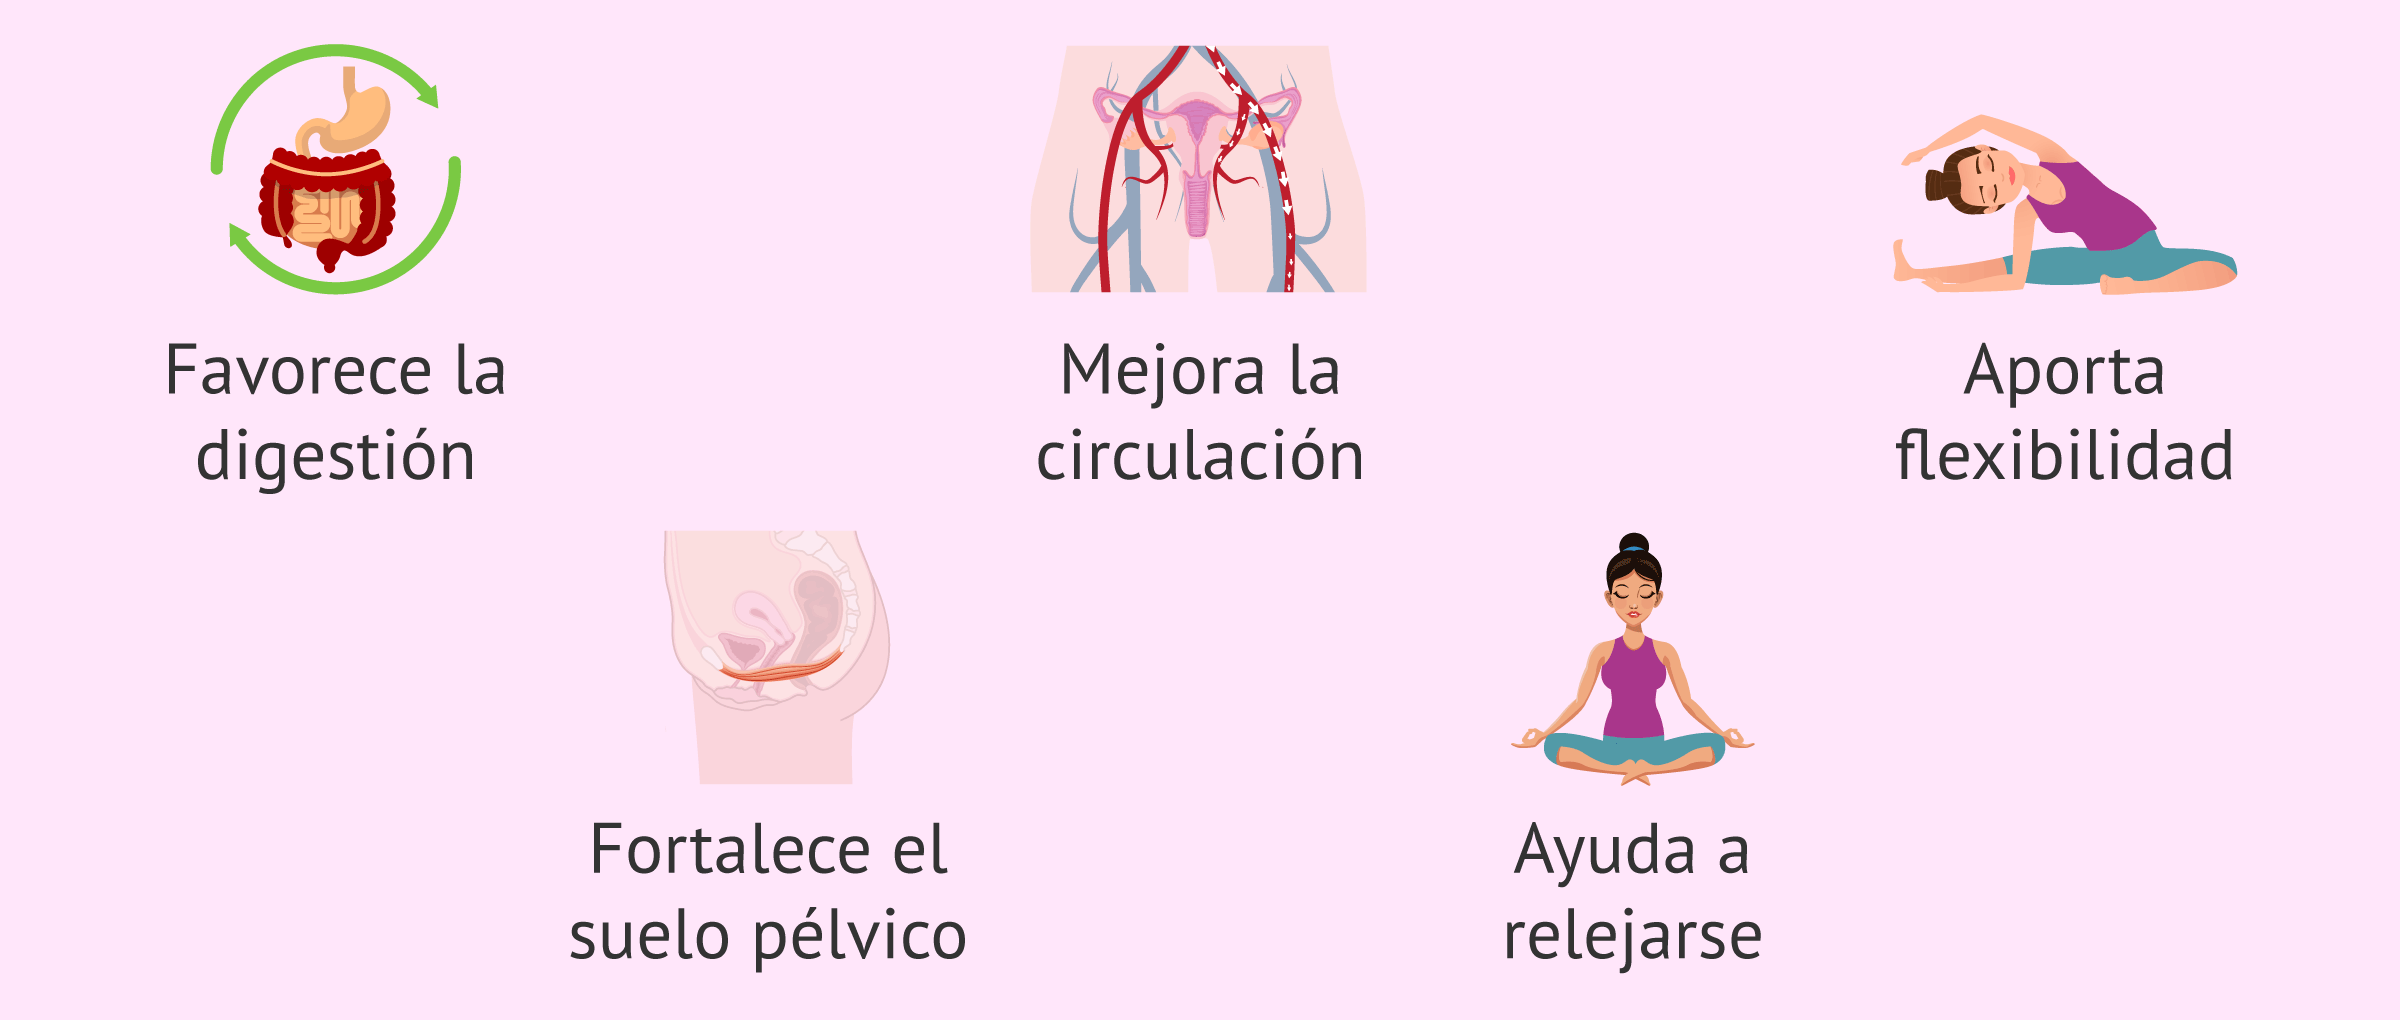 Favorece la
digestión
Mejora la
circulación
Aporta
flexibilidad
Fortalece el
suelo pélvico
Ayuda a
relejarse